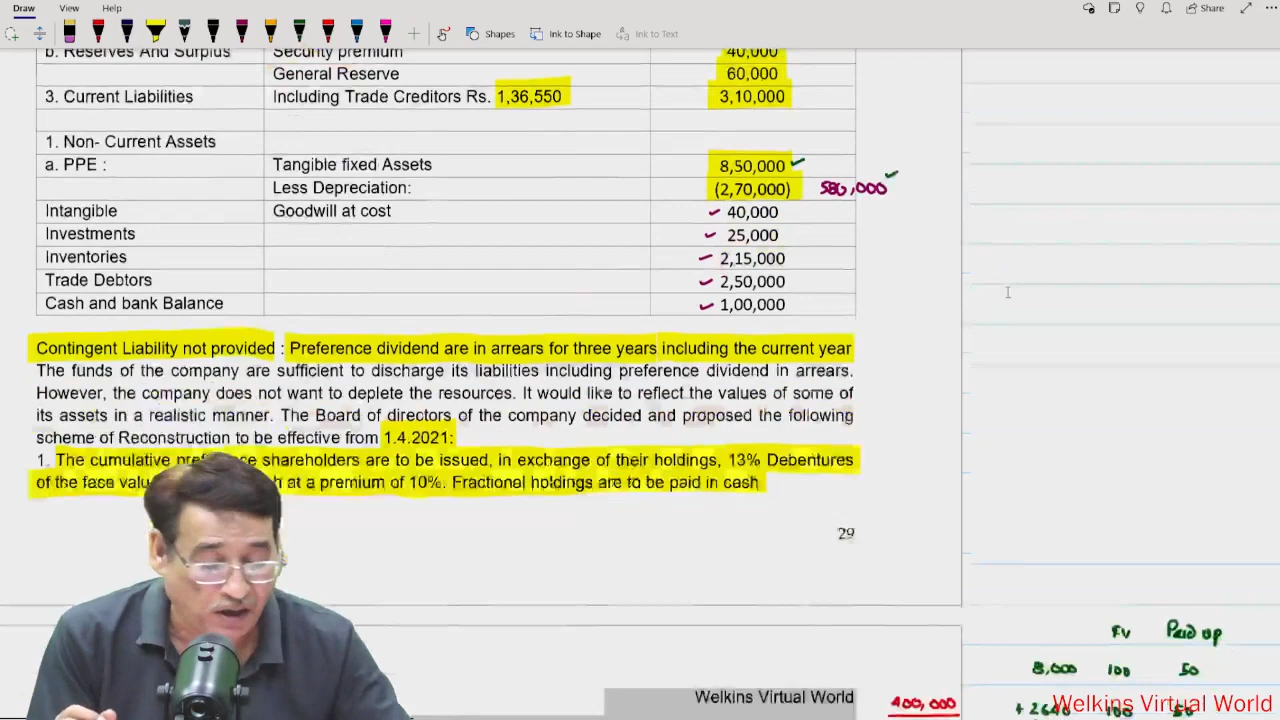 Draw View Help Share
Shapes Ink to Shape Ink to Text
b. Reserves And Surplus Security premium 40,000
General Reserve 60,000
3. Current Liabilities Including Trade Creditors Rs. 1,36,550 3,10,000
1. Non- Current Assets
a. PPE : Tangible fixed Assets 8,50,000
Less Depreciation: (2,70,000) 580,000
Intangible Goodwill at cost 40,000
Investments 25,000
Inventories 2,15,000
Trade Debtors 2,50,000
Cash and bank Balance 1,00,000
Contingent Liability not provided : Preference dividend are in arrears for three years including the current year
The funds of the company are sufficient to discharge its liabilities including preference dividend in arrears.
However, the company does not want to deplete the resources. It would like to reflect the values of some of
its assets in a realistic manner. The Board of directors of the company decided and proposed the following
scheme of Reconstruction to be effective from 1.4.2021:
1. The cumulative shareholders are to be issued, in exchange of their holdings, 13% Debentures
of the face at a premium of 10%. Fractional holdings are to be paid in cash
29
FV Paid up
8,000 100 50
Welkins Virtual World 400,000
+2640 100 50
Welkins Virtual World